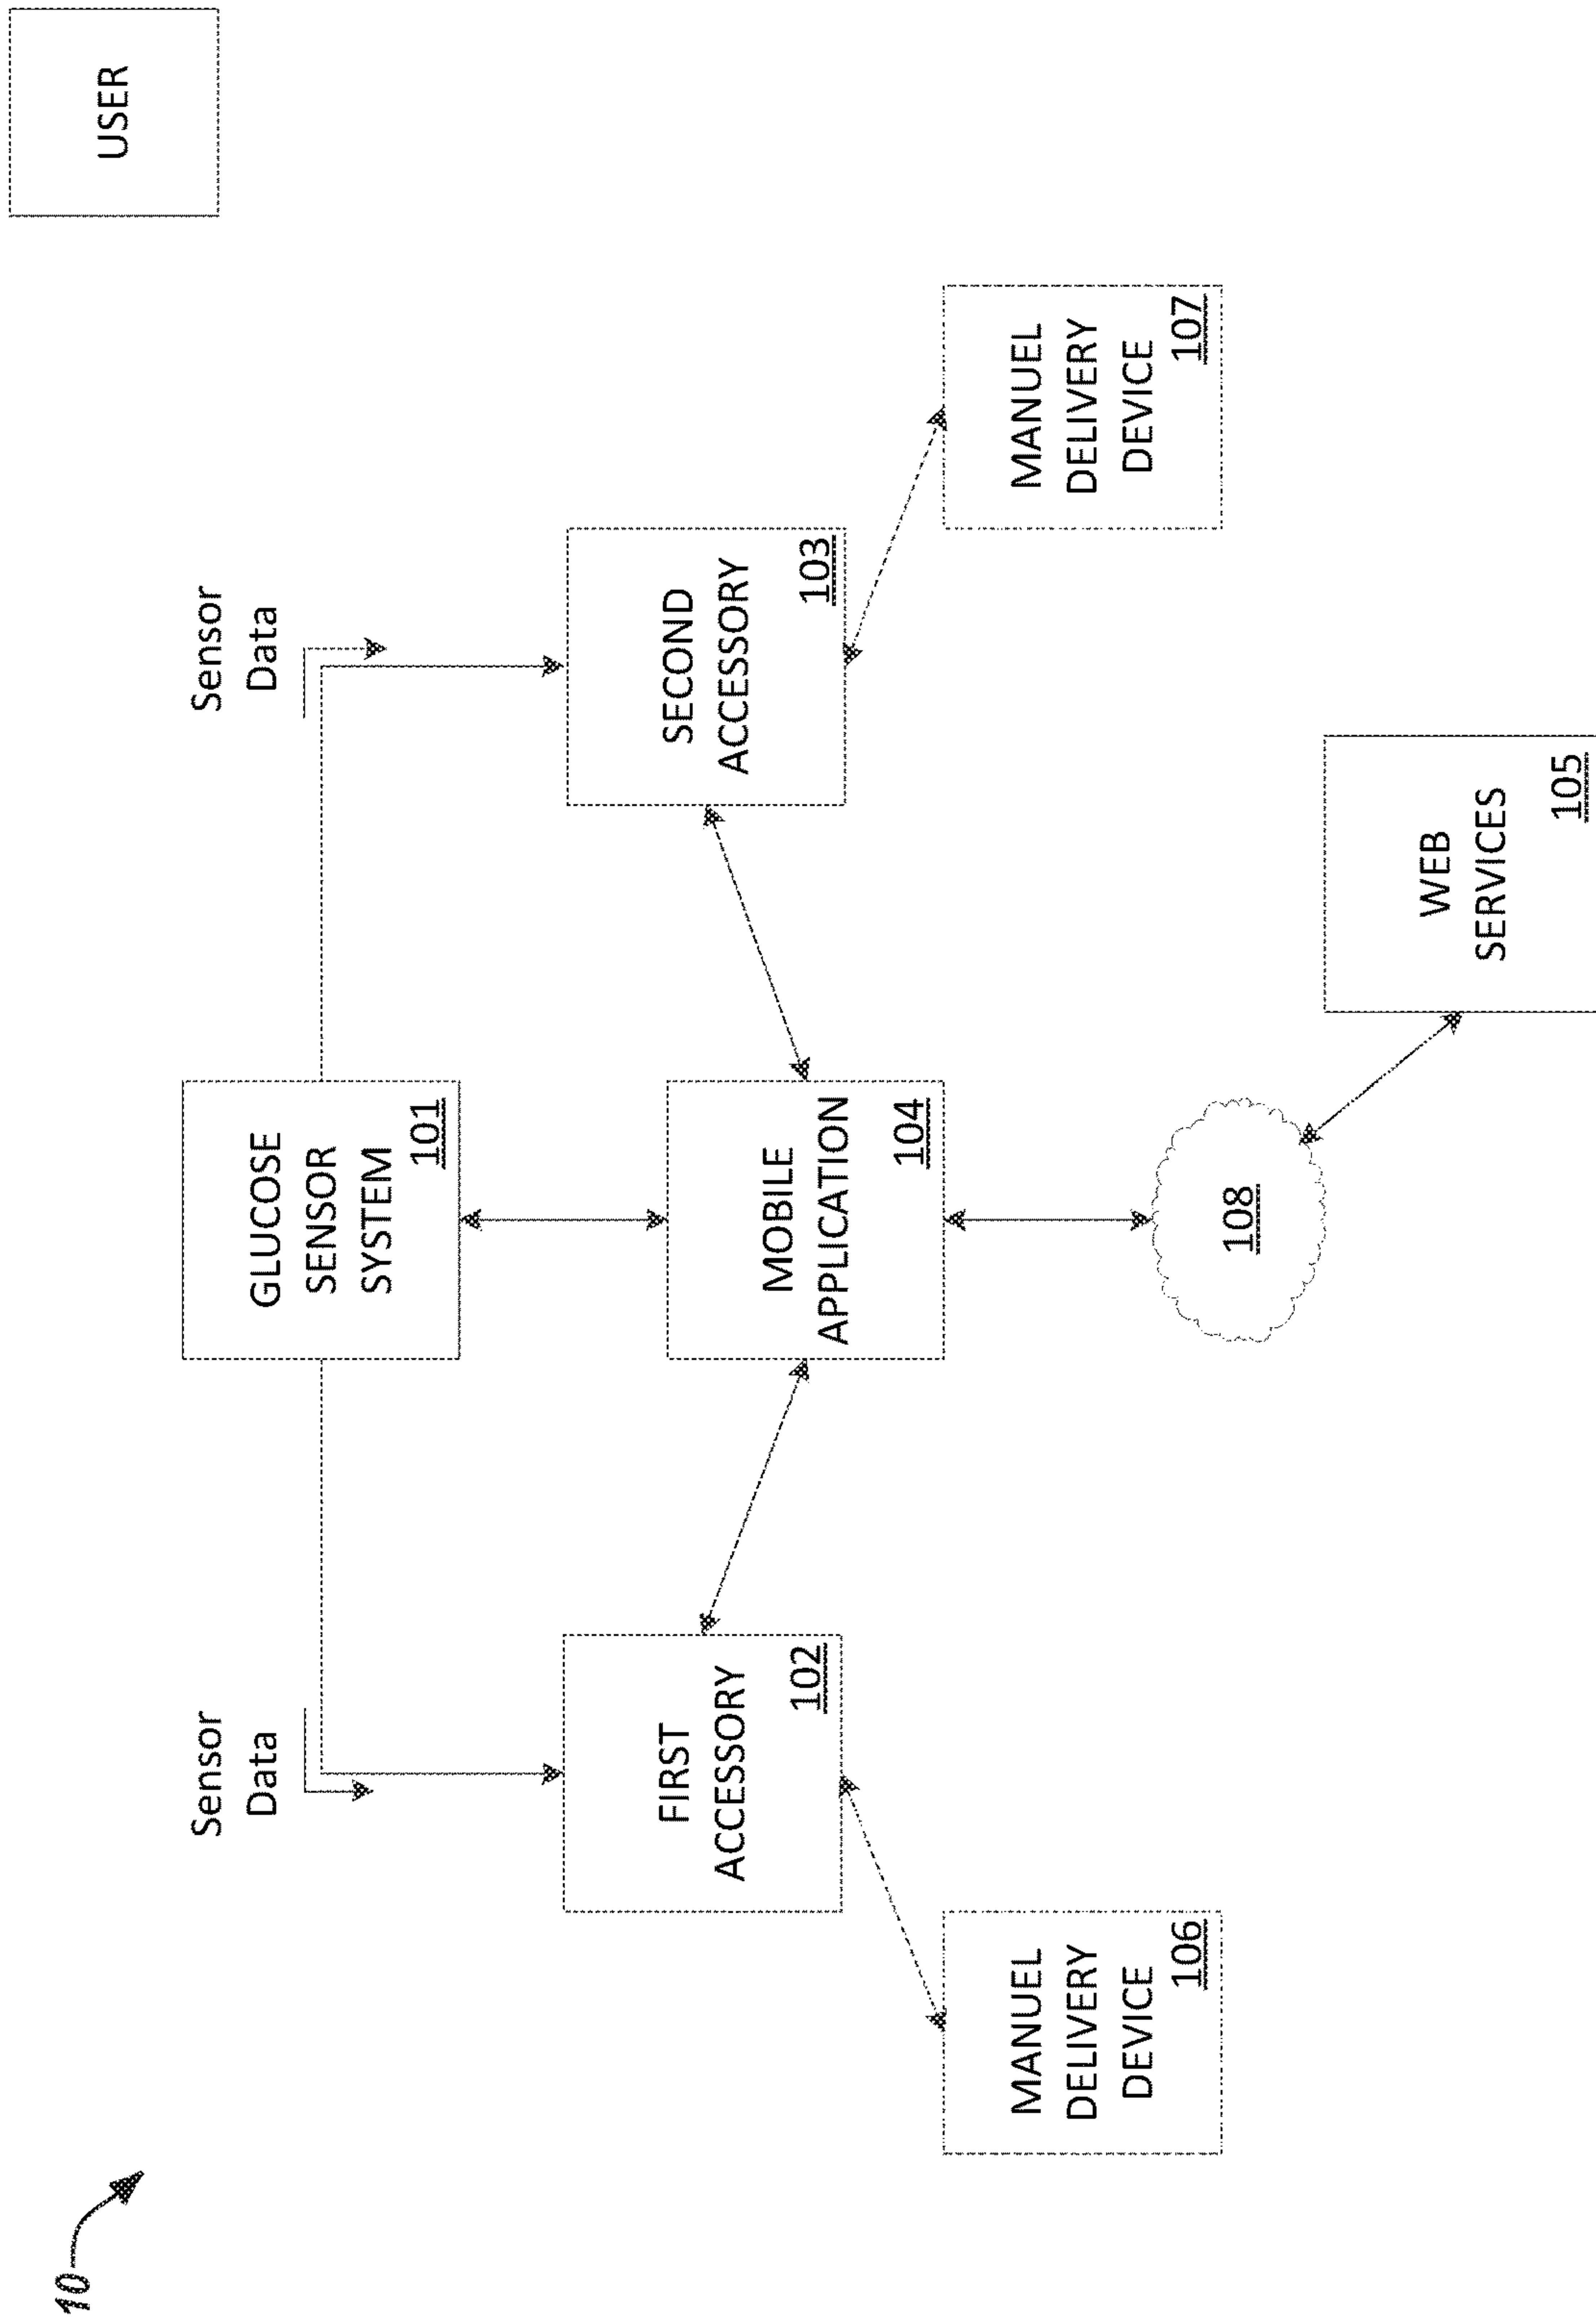 10
USER
Sensor
Data
Sensor
Data
GLUCOSE
SENSOR
SYSTEM
101
FIRST
ACCESSORY
102
MOBILE
APPLICATION
104
SECOND
ACCESSORY
103
MANUEL
DELIVERY
DEVICE
106
108
MANUEL
DELIVERY
DEVICE
107
WEB
SERVICES
105